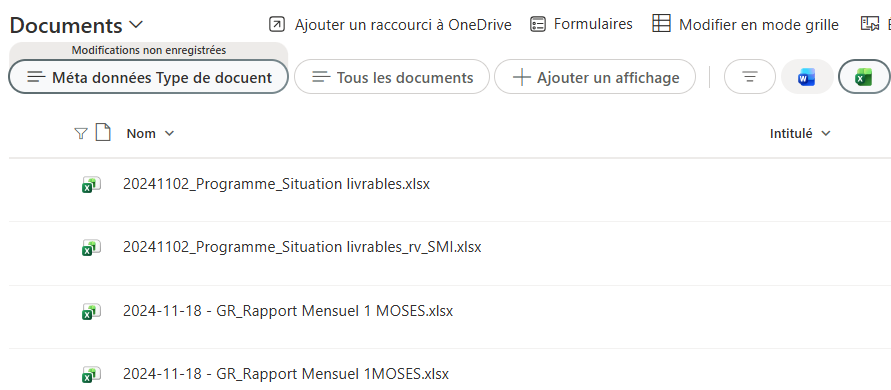 Documents
Ajouter un raccourci à OneDrive
Formulaires
Modifier en mode grille
Modifications non enregistrées
Méta données Type de docuent
Tous les documents
Ajouter un affichage
Nom
Intitulé
20241102_Programme_Situation livrables.xlsx
20241102_Programme_Situation livrables_rv_SMI.xlsx
2024-11-18 - GR_Rapport Mensuel 1 MOSES.xlsx
2024-11-18 - GR_Rapport Mensuel 1MOSES.xlsx